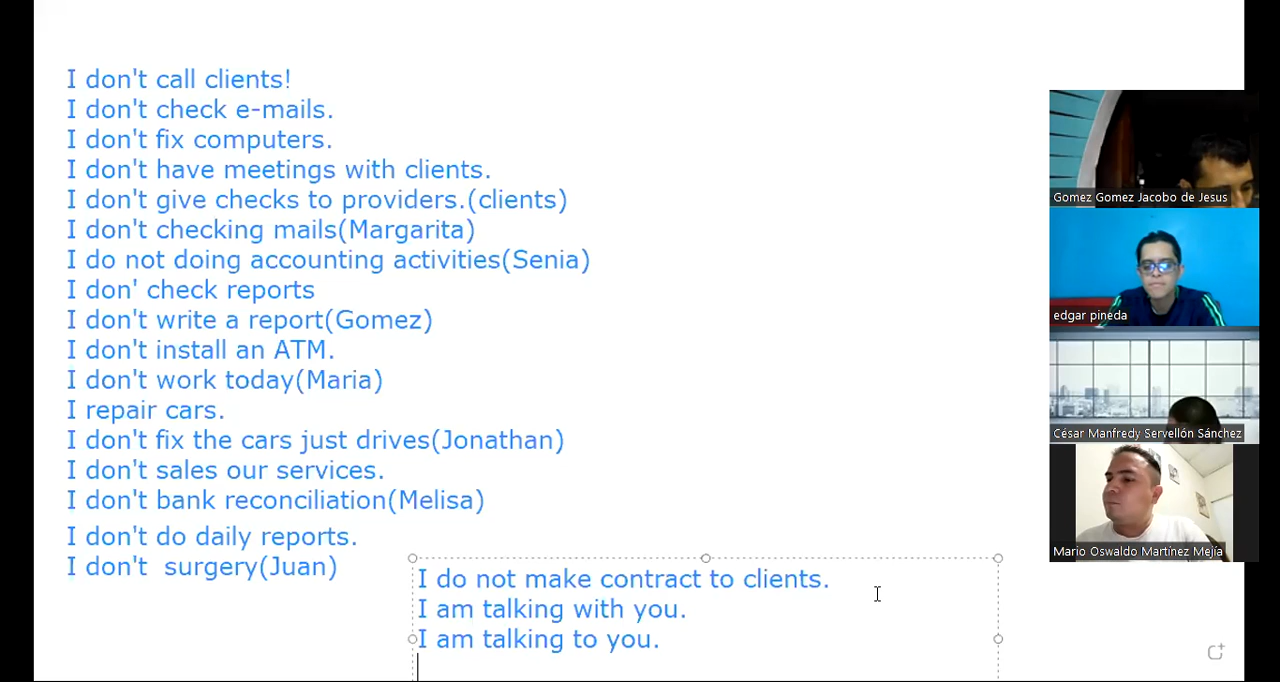 I don't call clients!
I don't check e-mails.
I don't fix computers.
I don't have meetings with clients.
I don't give checks to providers.(clients)
I don't checking mails(Margarita)
I do not doing accounting activities(Senia)
I don' check reports
I don't write a report(Gomez)
I don't install an ATM.
I don't work today(Maria)
I repair cars.
I don't fix the cars just drives(Jonathan)
I don't sales our services.
I don't bank reconciliation(Melisa)
I don't do daily reports.
I don't  surgery(Juan)
I do not make contract to clients.
I am talking with you.
I am talking to you.
Gomez Gomez Jacobo de Jesus
edgar pineda
César Manfredy Servellón Sánchez
Mario Oswaldo Martínez Mejía